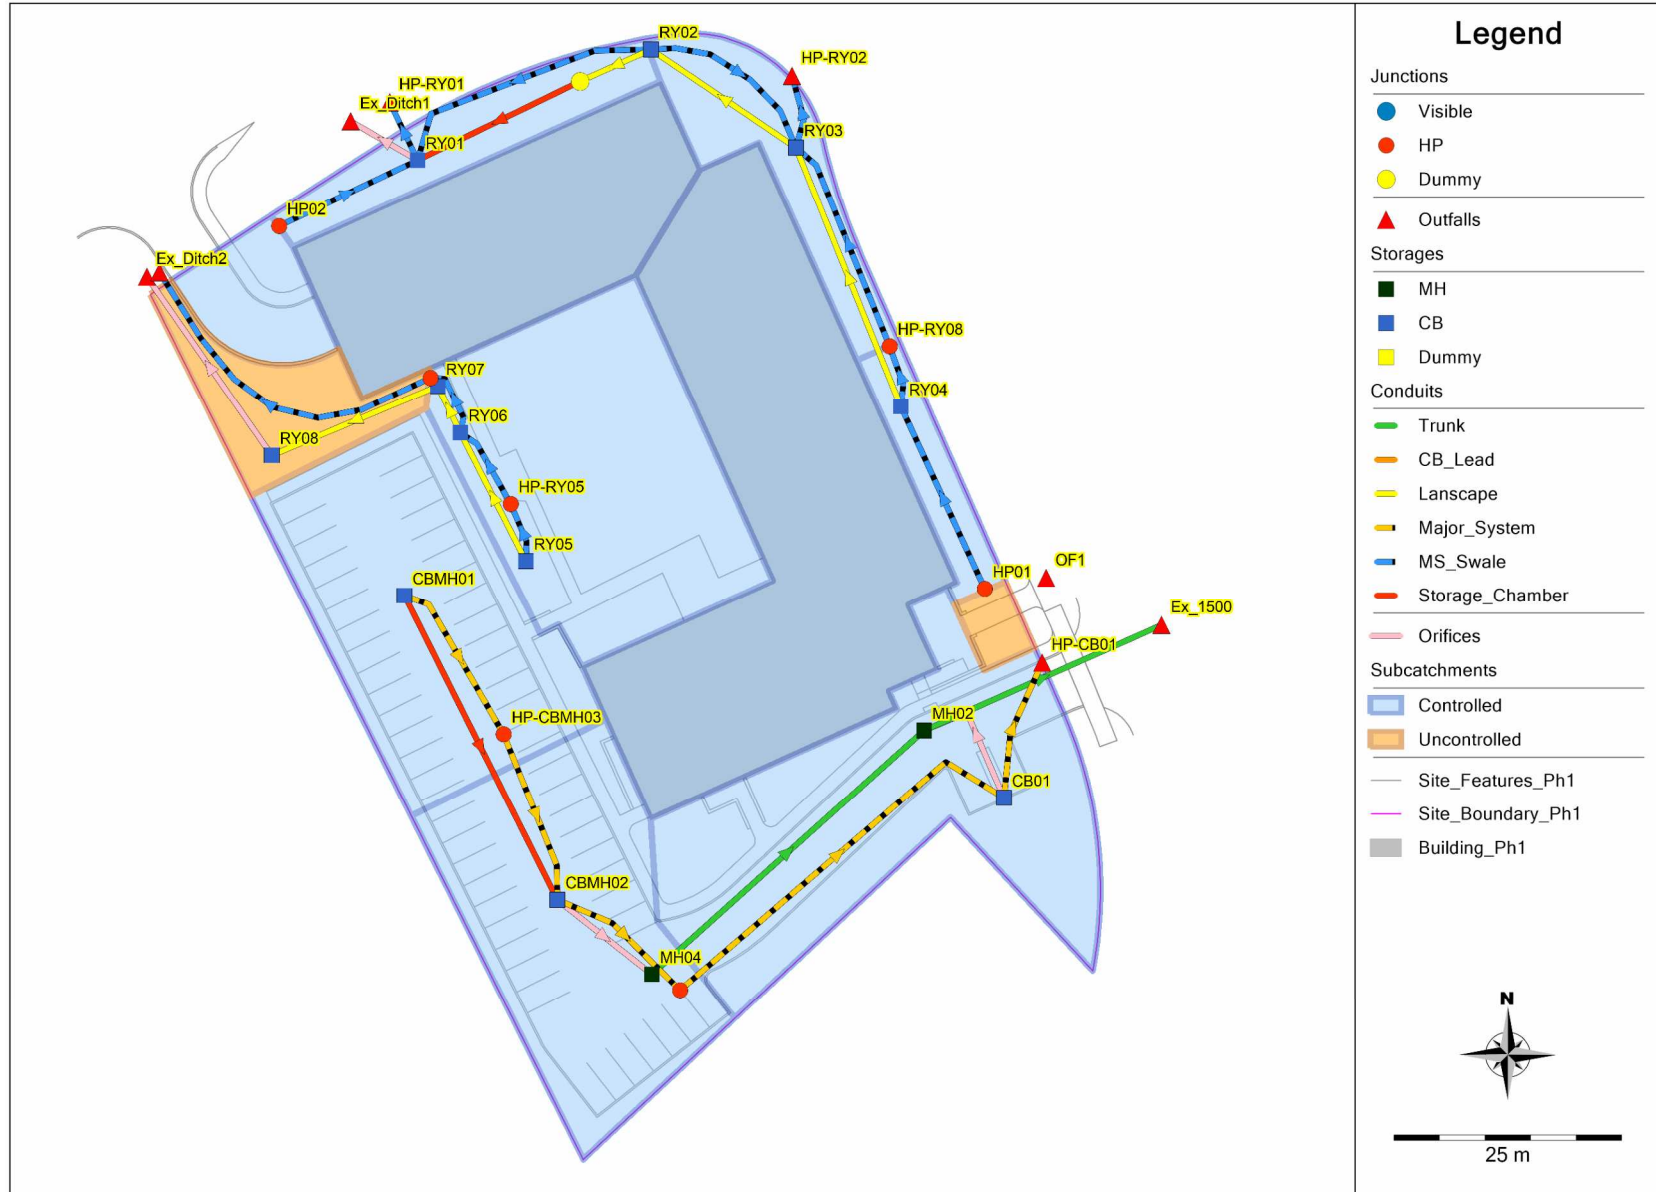 RY02
HP-RY02
HP-RY01
Ex_Ditch1
RY01
RY03
HP02
Ex_Ditch2
HP-RY08
RY07
RY04
RY06
RY08
HP-RY05
RY05
CBMH01
HP01
OF1
Ex_1500
HP-CB01
HP-CBMH03
MH02
CB01
CBMH02
MH04
Legend
Junctions
Visible
HP
Dummy
Outfalls
Storages
MH
CB
Dummy
Conduits
Trunk
CB_Lead
Lanscape
Major_System
MS_Swale
Storage_Chamber
Orifices
Subcatchments
Controlled
Uncontrolled
Site_Features_Ph1
Site_Boundary_Ph1
Building_Ph1
N
25 m